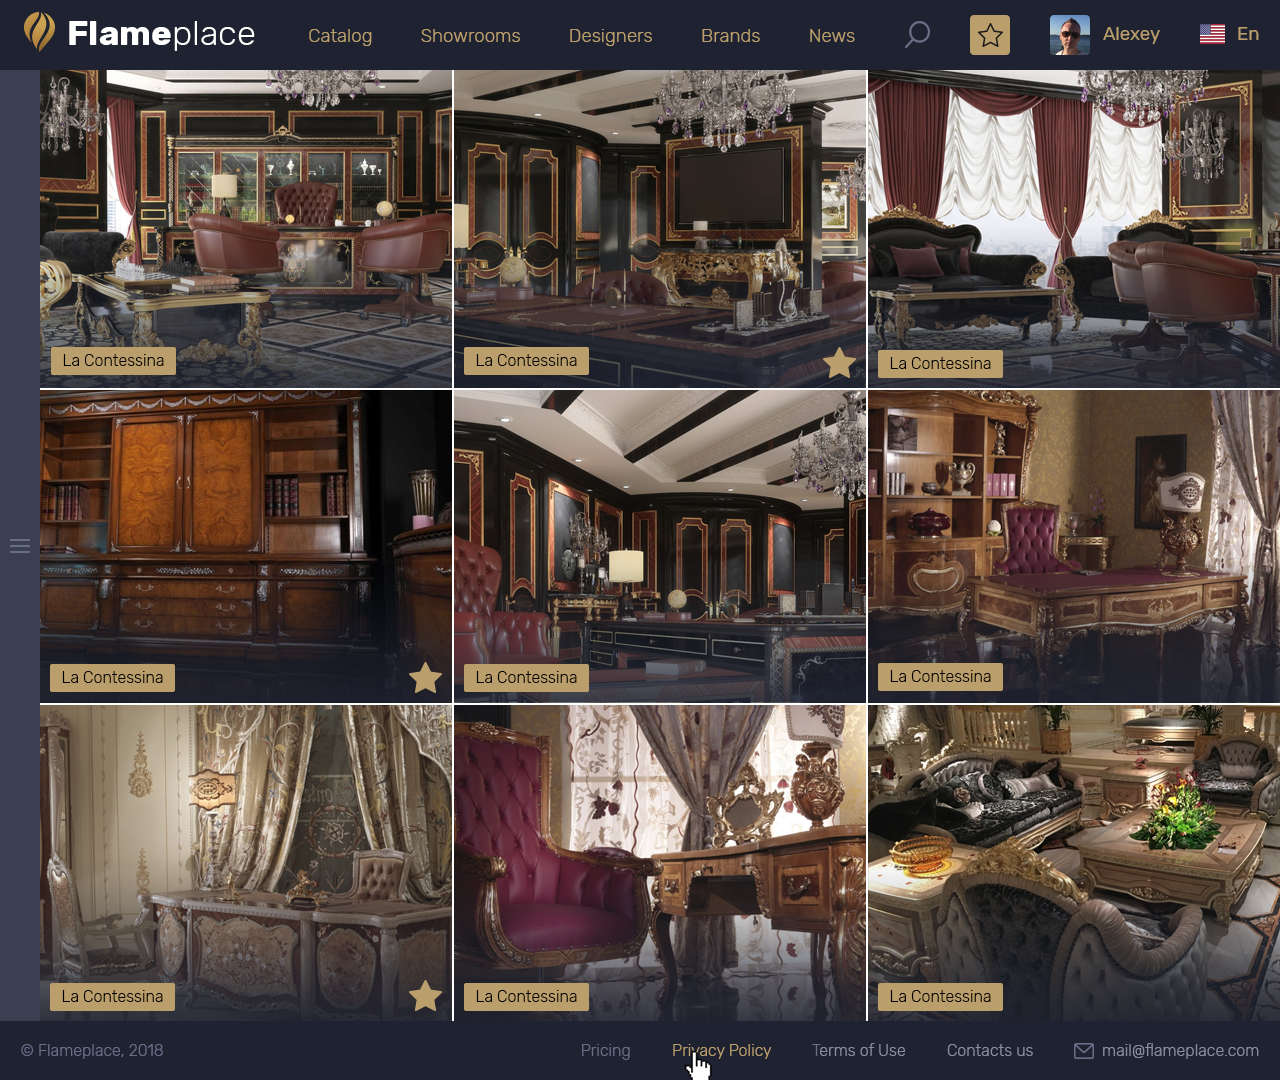 Flameplace
Catalog
Showrooms
Designers
Brands
News
Alexey
En
La Contessina
La Contessina
La Contessina
La Contessina
La Contessina
La Contessina
La Contessina
La Contessina
La Contessina
© Flameplace, 2018
Pricing
Privacy Policy
Terms of Use
Contacts us
mail@flameplace.com